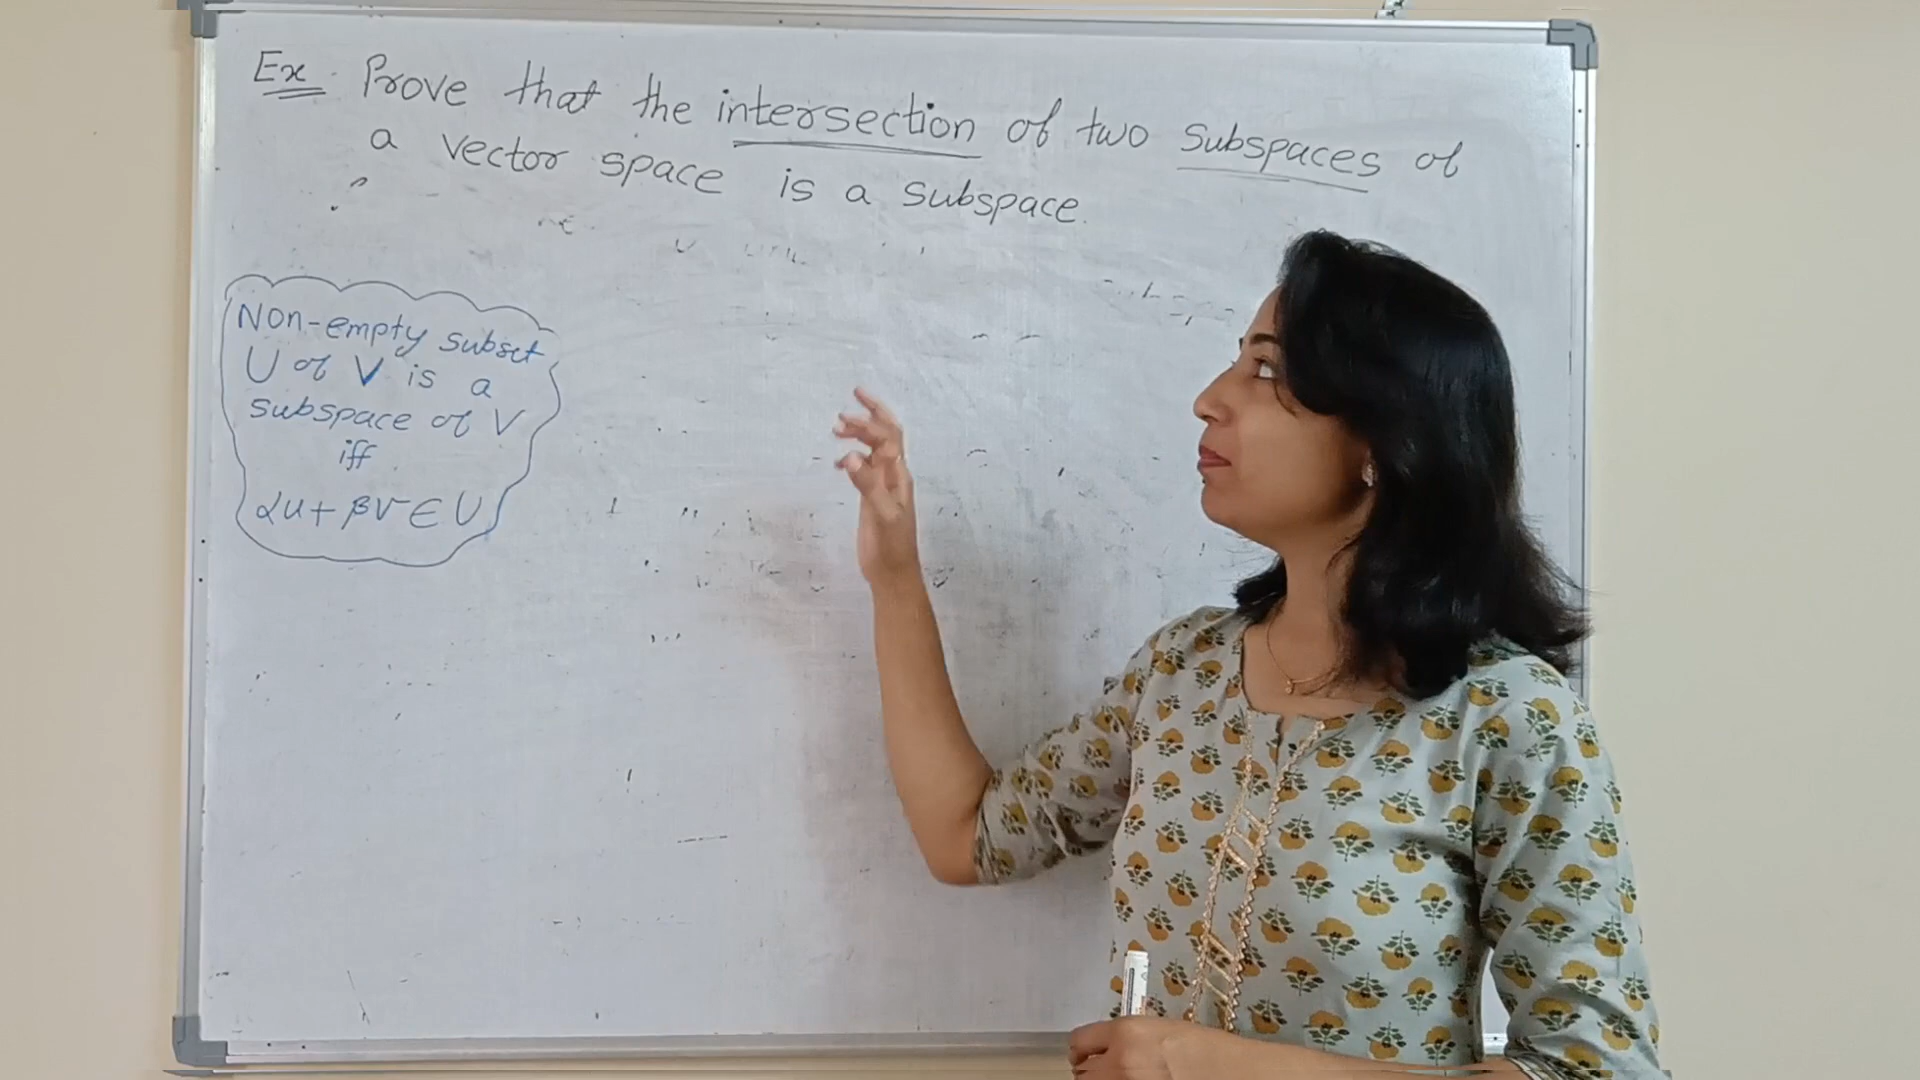 Ex. Prove that the intersection of two subspaces of
a vector space is a subspace.
Non-empty subset
U of V is a
subspace of V
iff
αu + βv ∈ U